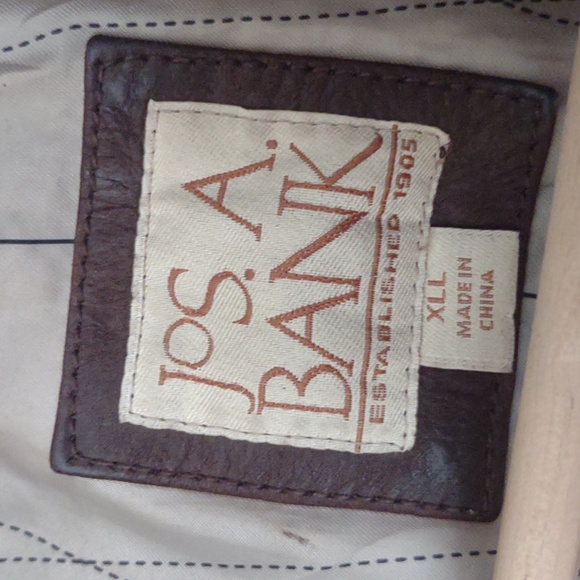 JOS. A.
BANK
ESTABLISHED 1905
XLL
MADE IN
CHINA